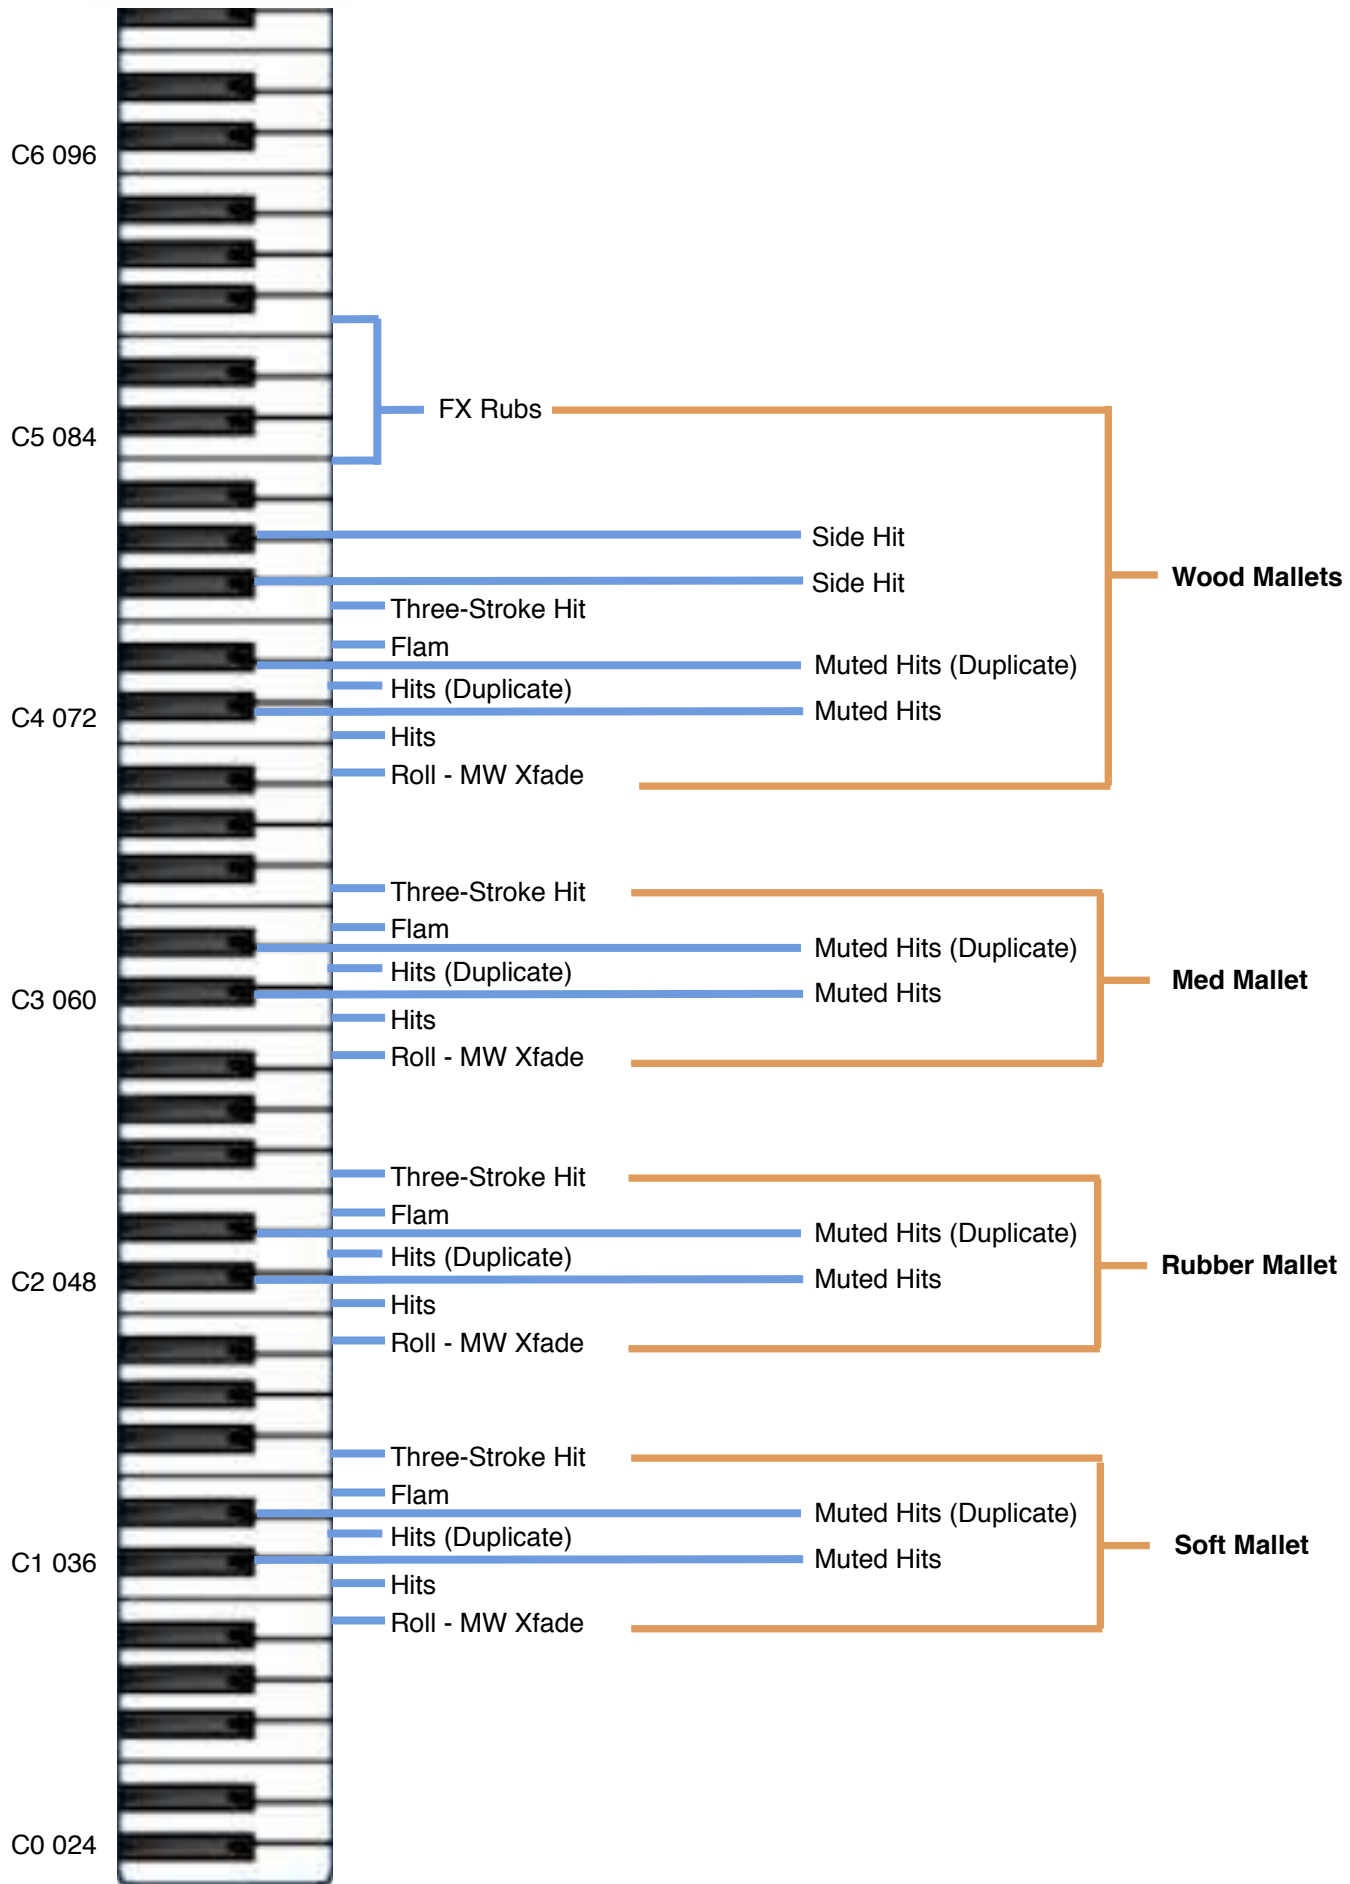 C6 096
FX Rubs
C5 084
Side Hit
Wood Mallets
Side Hit
Three-Stroke Hit
Flam
Muted Hits (Duplicate)
Hits (Duplicate)
C4 072
Muted Hits
Hits
Roll - MW Xfade
Three-Stroke Hit
Flam
Muted Hits (Duplicate)
Hits (Duplicate)
Med Mallet
C3 060
Muted Hits
Hits
Roll - MW Xfade
Three-Stroke Hit
Flam
Muted Hits (Duplicate)
Hits (Duplicate)
Rubber Mallet
C2 048
Muted Hits
Hits
Roll - MW Xfade
Three-Stroke Hit
Flam
Muted Hits (Duplicate)
Hits (Duplicate)
Soft Mallet
C1 036
Muted Hits
Hits
Roll - MW Xfade
C0 024